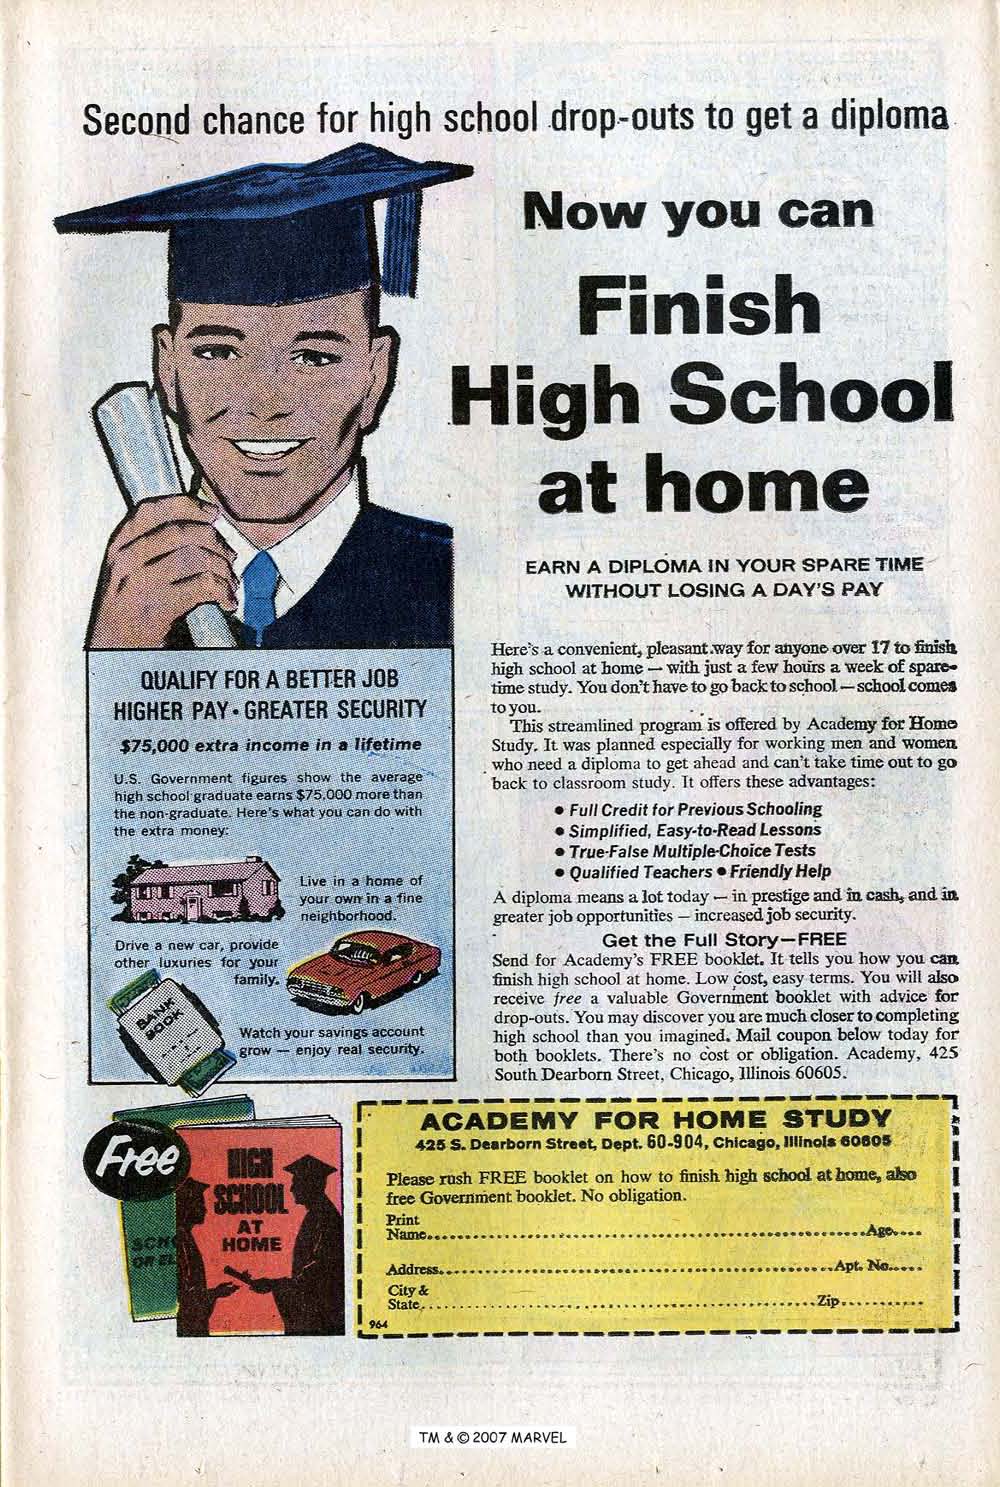 Second chance for high school drop-outs to get a diploma
Now you can
Finish
High School
at home
EARN A DIPLOMA IN YOUR SPARE TIME
WITHOUT LOSING A DAY'S PAY
QUALIFY FOR A BETTER JOB
HIGHER PAY • GREATER SECURITY
$75,000 extra income in a lifetime
U.S. Government figures show the average
high school graduate earns $75,000 more than
the non-graduate. Here's what you can do with
the extra money:
Live in a home of
your own in a fine
neighborhood.
Drive a new car, provide
other luxuries for your
family.
BANK
BOOK
Watch your savings account
grow — enjoy real security.
Here's a convenient, pleasant way for anyone over 17 to finish
high school at home — with just a few hours a week of spare-
time study. You don't have to go back to school — school comes
to you.
This streamlined program is offered by Academy for Home
Study. It was planned especially for working men and women
who need a diploma to get ahead and can't take time out to go
back to classroom study. It offers these advantages:
• Full Credit for Previous Schooling
• Simplified, Easy-to-Read Lessons
• True-False Multiple-Choice Tests
• Qualified Teachers • Friendly Help
A diploma means a lot today — in prestige and in cash, and in
greater job opportunities — increased job security.
Get the Full Story—FREE
Send for Academy's FREE booklet. It tells you how you can
finish high school at home. Low cost, easy terms. You will also
receive free a valuable Government booklet with advice for
drop-outs. You may discover you are much closer to completing
high school than you imagined. Mail coupon below today for
both booklets. There's no cost or obligation. Academy, 425
South Dearborn Street, Chicago, Illinois 60605.
Free
HIGH
SCHOOL
AT
HOME
SCH
OR EL
ACADEMY FOR HOME STUDY
425 S. Dearborn Street, Dept. 60-904, Chicago, Illinois 60605
Please rush FREE booklet on how to finish high school at home, also
free Government booklet. No obligation.
Print
Name Age
Address Apt. No.
City &
State Zip
964
TM & © 2007 MARVEL